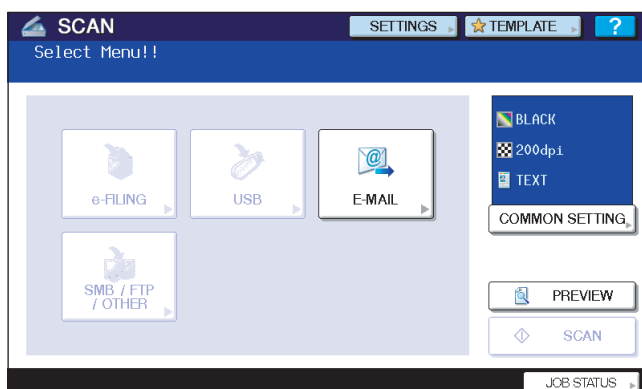 SCAN
SETTINGS
TEMPLATE
?
Select Menu!!
e-FILING
USB
E-MAIL
SMB / FTP
/ OTHER
BLACK
200dpi
TEXT
COMMON SETTING
PREVIEW
SCAN
JOB STATUS